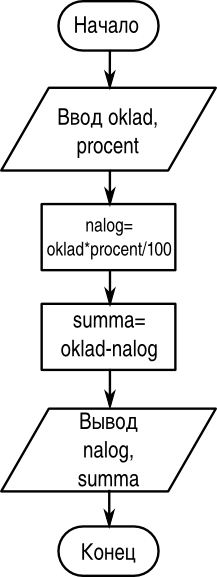 Начало
Ввод oklad,
procent
nalog=
oklad*procent/100
summa=
oklad-nalog
Вывод
nalog,
summa
Конец